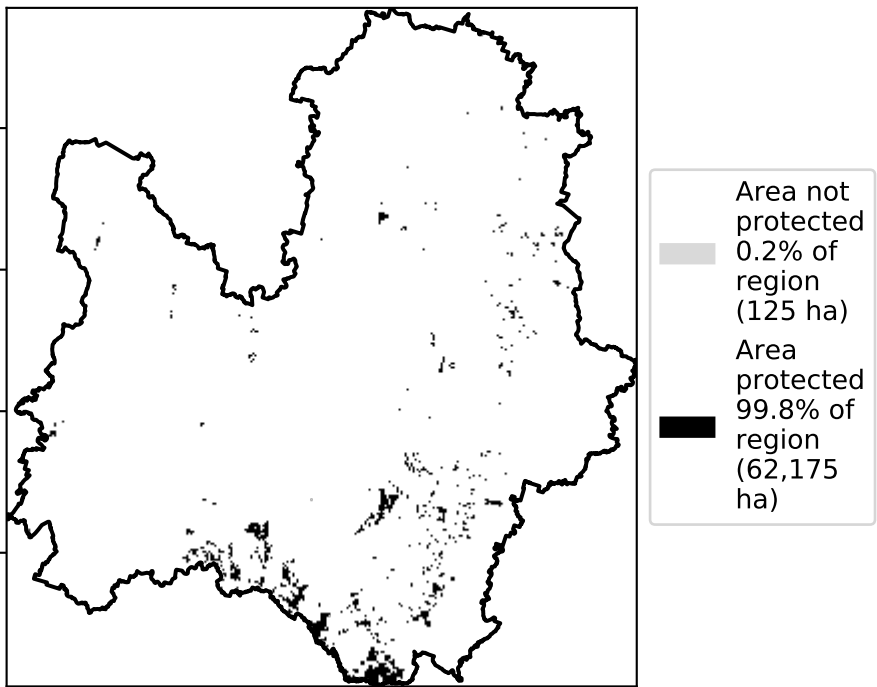 Area not
protected
0.2% of
region
(125 ha)
Area
protected
99.8% of
region
(62,175
ha)